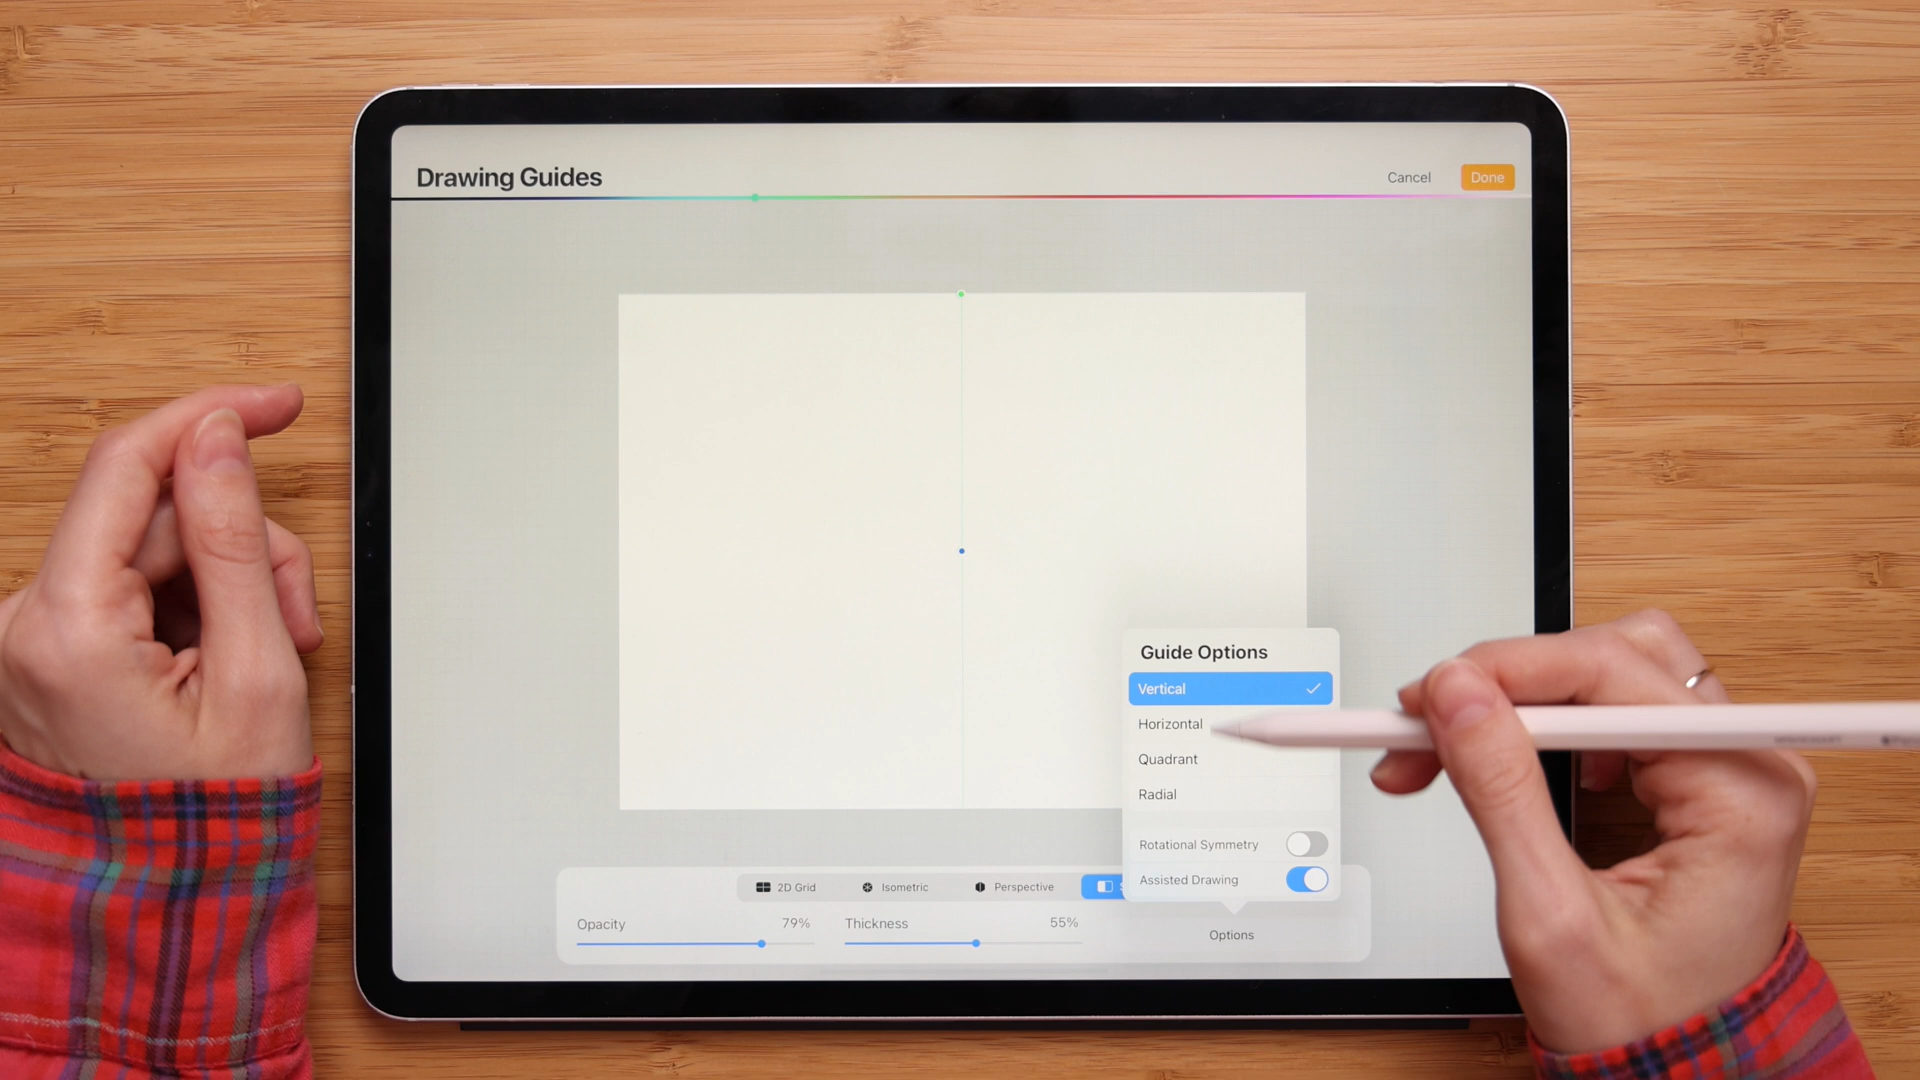 Drawing Guides
Cancel
Done
Guide Options
Vertical
Horizontal
Quadrant
Radial
Rotational Symmetry
Assisted Drawing
2D Grid
Isometric
Perspective
Opacity
79%
Thickness
55%
Options